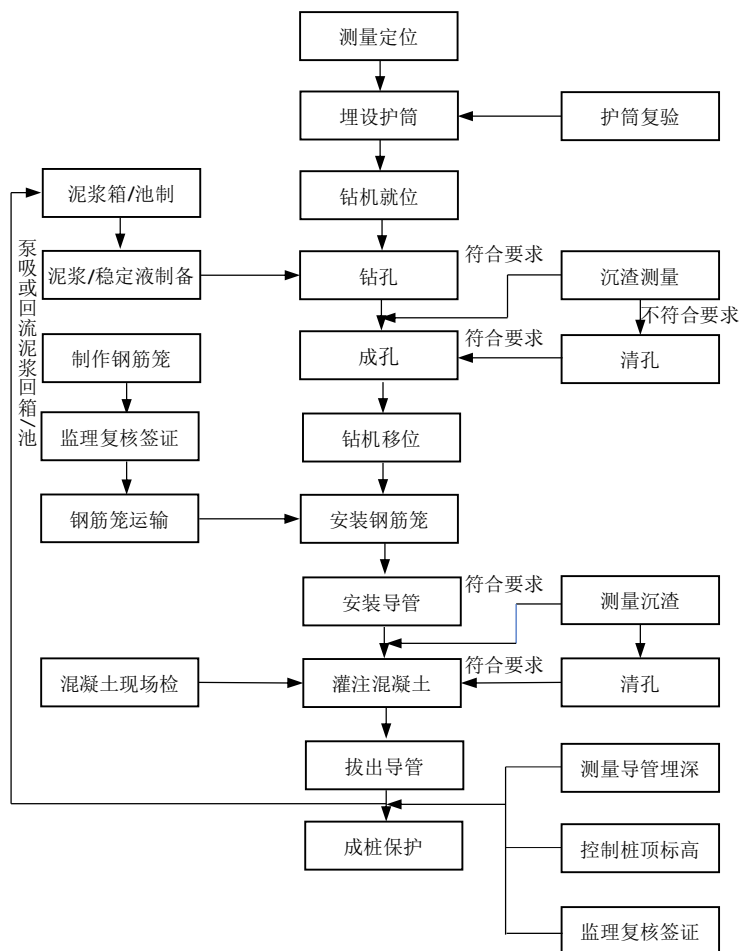 测量定位
埋设护筒
护筒复验
泥浆箱/池制
钻机就位
泵吸或回流泥浆回箱/池
泥浆/稳定液制备
钻孔
符合要求
沉渣测量
不符合要求
制作钢筋笼
成孔
符合要求
清孔
监理复核签证
钻机移位
钢筋笼运输
安装钢筋笼
安装导管
符合要求
测量沉渣
混凝土现场检
灌注混凝土
符合要求
清孔
拔出导管
测量导管埋深
成桩保护
控制桩顶标高
监理复核签证